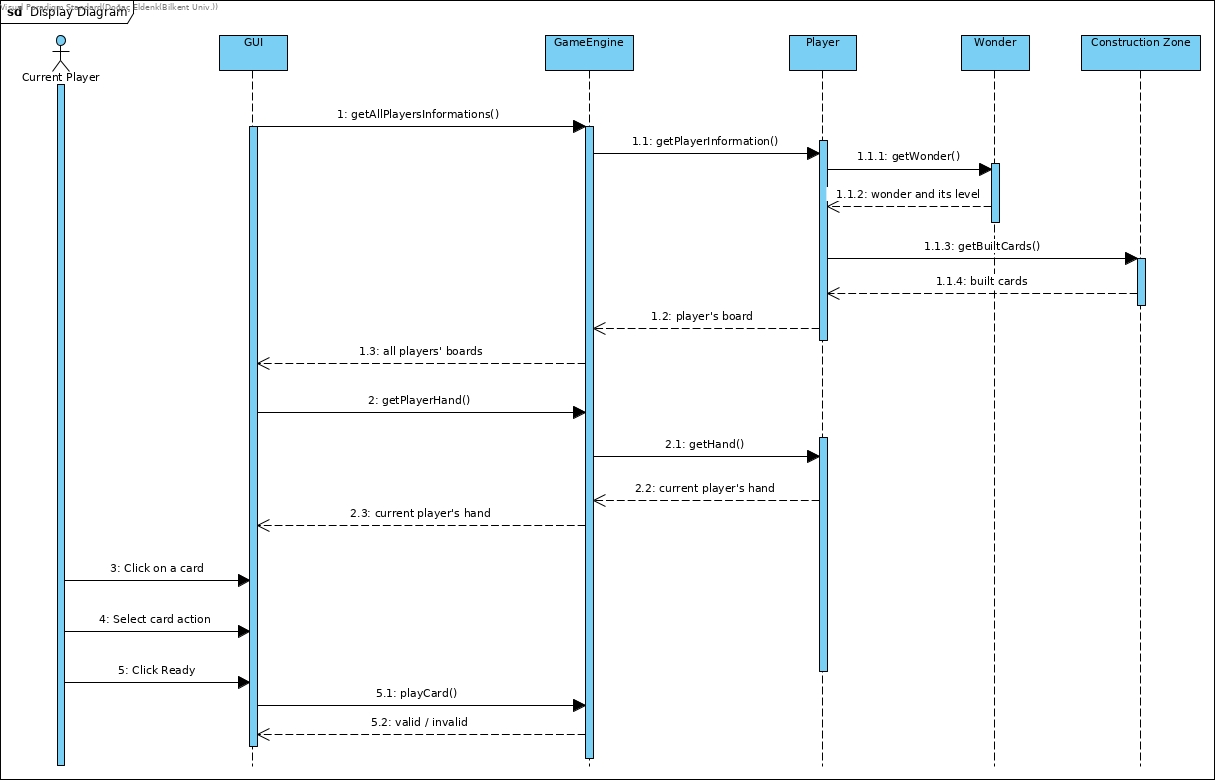 Visual Paradigm Standard(Doğaç Eldenk(Bilkent Univ.))
sd Display Diagram
GUI
GameEngine
Player
Wonder
Construction Zone
Current Player
1: getAllPlayersInformations()
1.1: getPlayerInformation()
1.1.1: getWonder()
1.1.2: wonder and its level
1.1.3: getBuiltCards()
1.1.4: built cards
1.2: player's board
1.3: all players' boards
2: getPlayerHand()
2.1: getHand()
2.2: current player's hand
2.3: current player's hand
3: Click on a card
4: Select card action
5: Click Ready
5.1: playCard()
5.2: valid / invalid